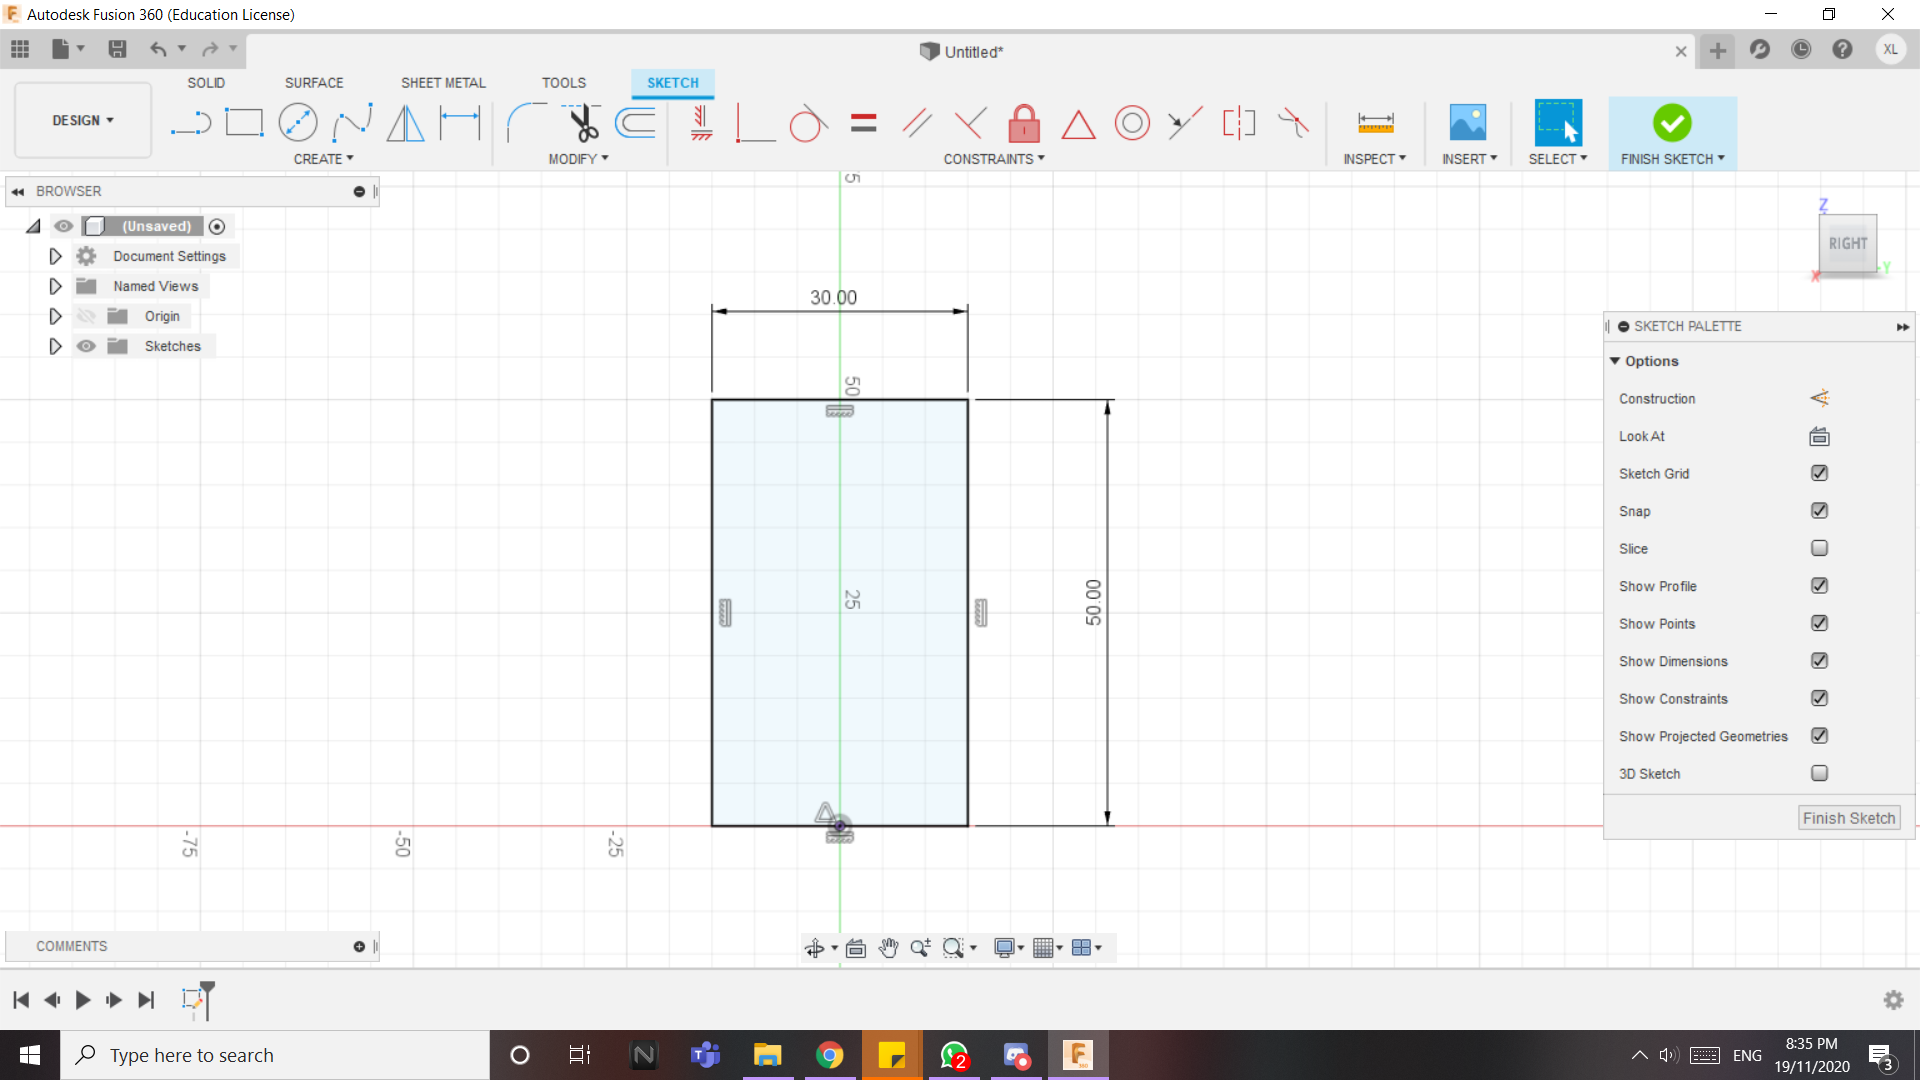 Autodesk Fusion 360 (Education License)
Untitled*
XL
SOLID SURFACE SHEET METAL TOOLS SKETCH
DESIGN
CREATE MODIFY CONSTRAINTS INSPECT INSERT SELECT FINISH SKETCH
BROWSER
(Unsaved)
Document Settings
Named Views
Origin
Sketches
5
Z
RIGHT
X
Y
30.00
50
25
50.00
-75
-50
-25
SKETCH PALETTE
Options
Construction
Look At
Sketch Grid
Snap
Slice
Show Profile
Show Points
Show Dimensions
Show Constraints
Show Projected Geometries
3D Sketch
Finish Sketch
COMMENTS
Type here to search
2
ENG
8:35 PM
19/11/2020
3